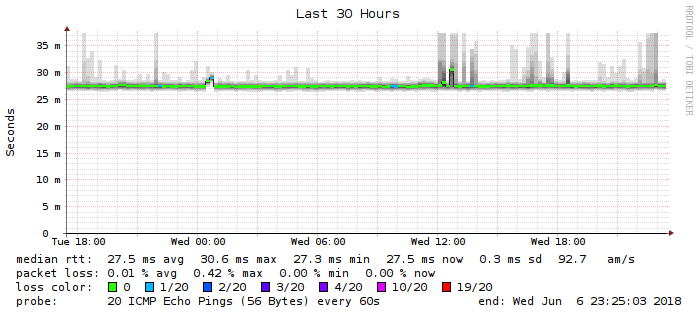 Last 30 Hours
RRDTOOL / TOBI OETIKER
Seconds
35 m
30 m
25 m
20 m
15 m
10 m
5 m
0
Tue 18:00 Wed 00:00 Wed 06:00 Wed 12:00 Wed 18:00
median rtt: 27.5 ms avg 30.6 ms max 27.3 ms min 27.5 ms now 0.3 ms sd 92.7 am/s
packet loss: 0.01 % avg 0.42 % max 0.00 % min 0.00 % now
loss color: 0 1/20 2/20 3/20 4/20 10/20 19/20
probe: 20 ICMP Echo Pings (56 Bytes) every 60s end: Wed Jun 6 23:25:03 2018